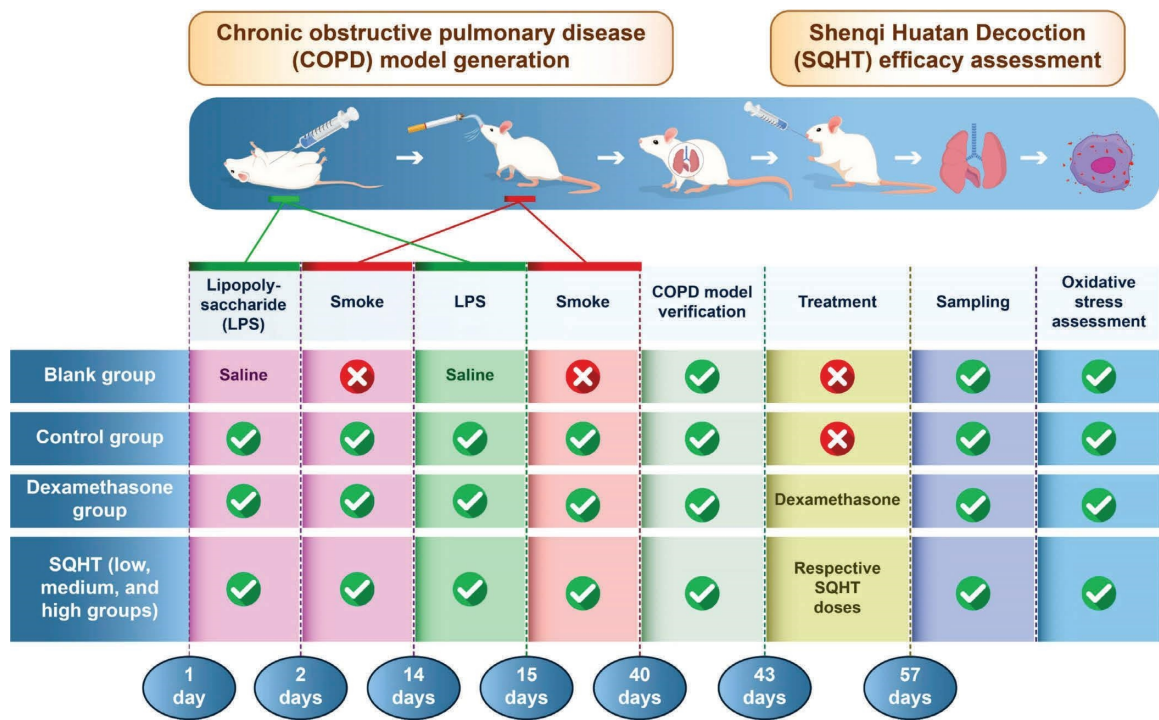 Chronic obstructive pulmonary disease
(COPD) model generation
Shenqi Huatan Decoction
(SQHT) efficacy assessment
Lipopoly-
saccharide
(LPS)
Smoke
LPS
Smoke
COPD model
verification
Treatment
Sampling
Oxidative
stress
assessment
Blank group
Saline
Saline
Control group
Dexamethasone
group
Dexamethasone
SQHT (low,
medium, and
high groups)
Respective
SQHT
doses
1
day
2
days
14
days
15
days
40
days
43
days
57
days